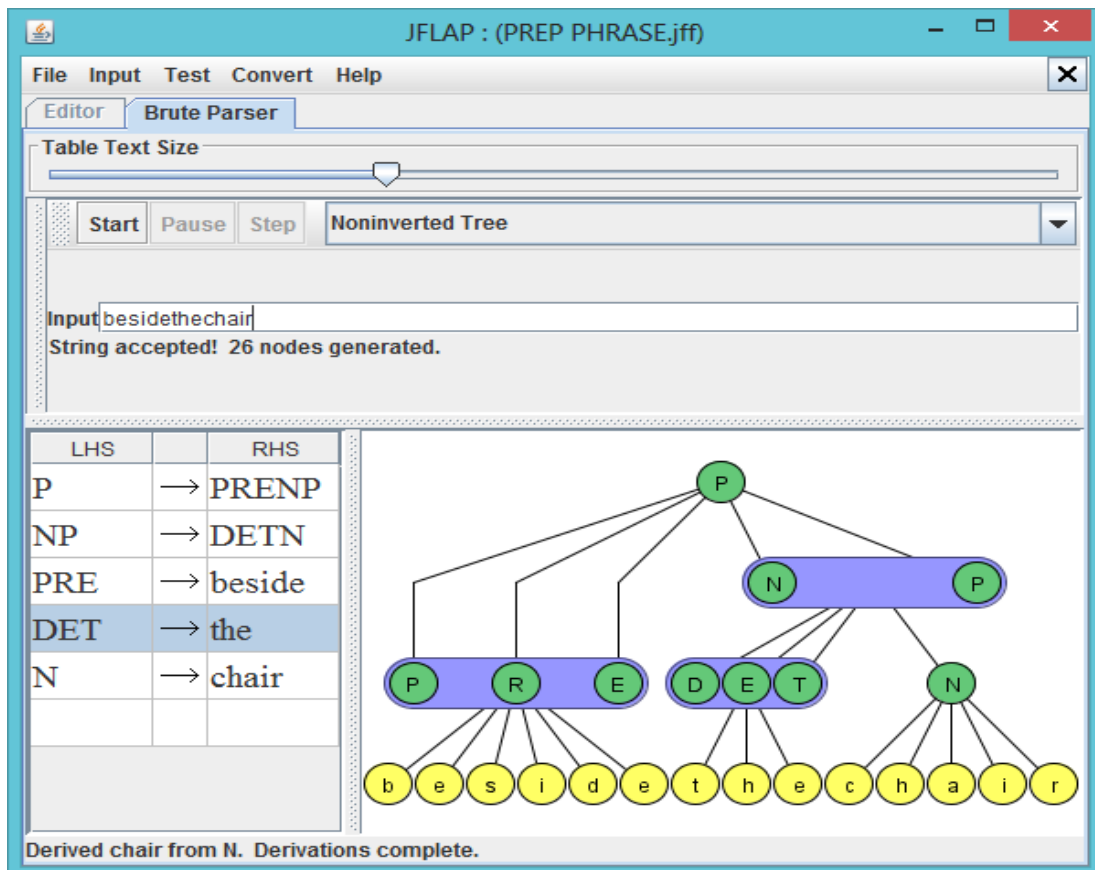 JFLAP : (PREP PHRASE.jff)
File Input Test Convert Help
Editor Brute Parser
Table Text Size
Start Pause Step Noninverted Tree
Input besidethechair
String accepted! 26 nodes generated.
LHS RHS
P → PRENP
NP → DETN
PRE → beside
DET → the
N → chair
P
N P
P R E D E T N
b e s i d e t h e c h a i r
Derived chair from N. Derivations complete.